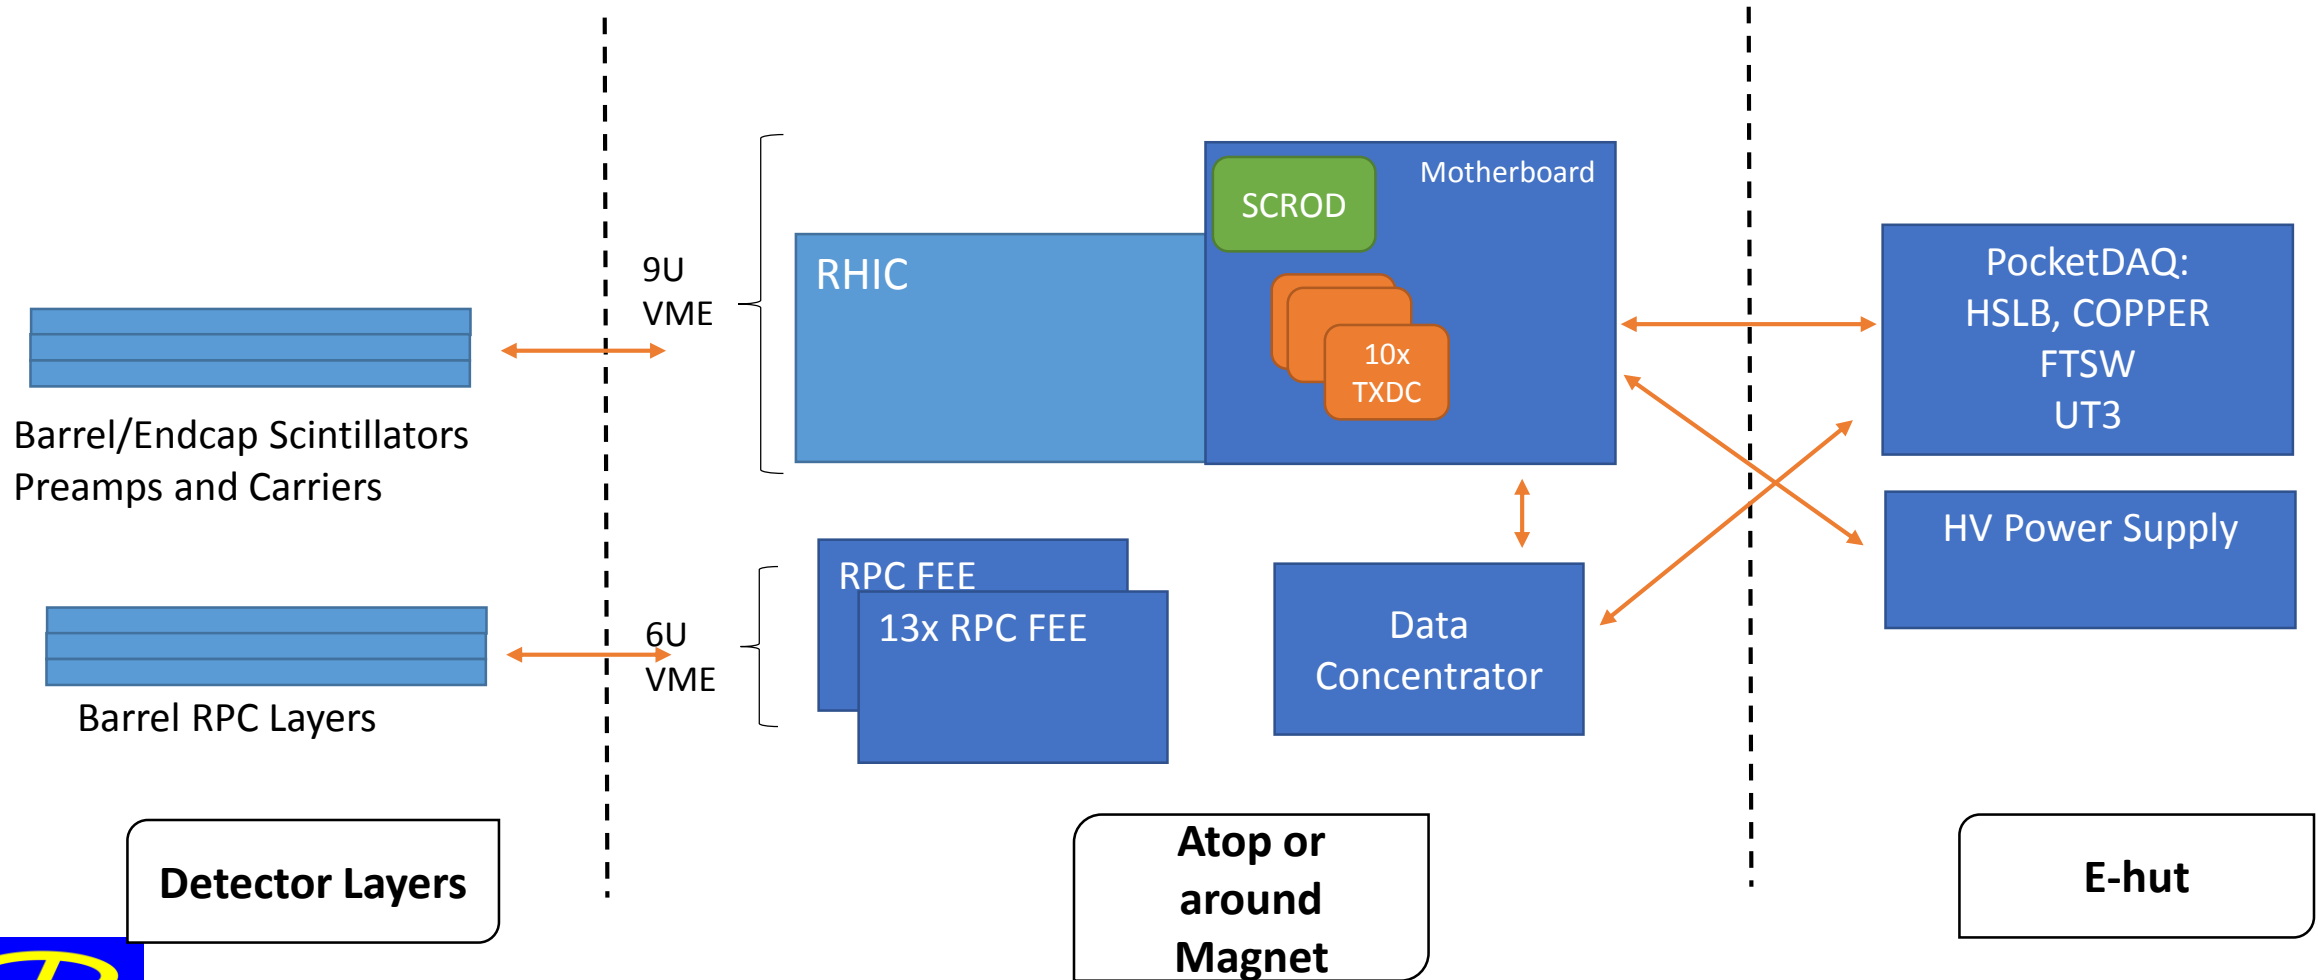 Barrel/Endcap Scintillators
Preamps and Carriers
Barrel RPC Layers
Detector Layers
9U
VME
RHIC
Motherboard
SCROD
10x
TXDC
6U
VME
RPC FEE
13x RPC FEE
Data
Concentrator
Atop or
around
Magnet
PocketDAQ:
HSLB, COPPER
FTSW
UT3
HV Power Supply
E-hut